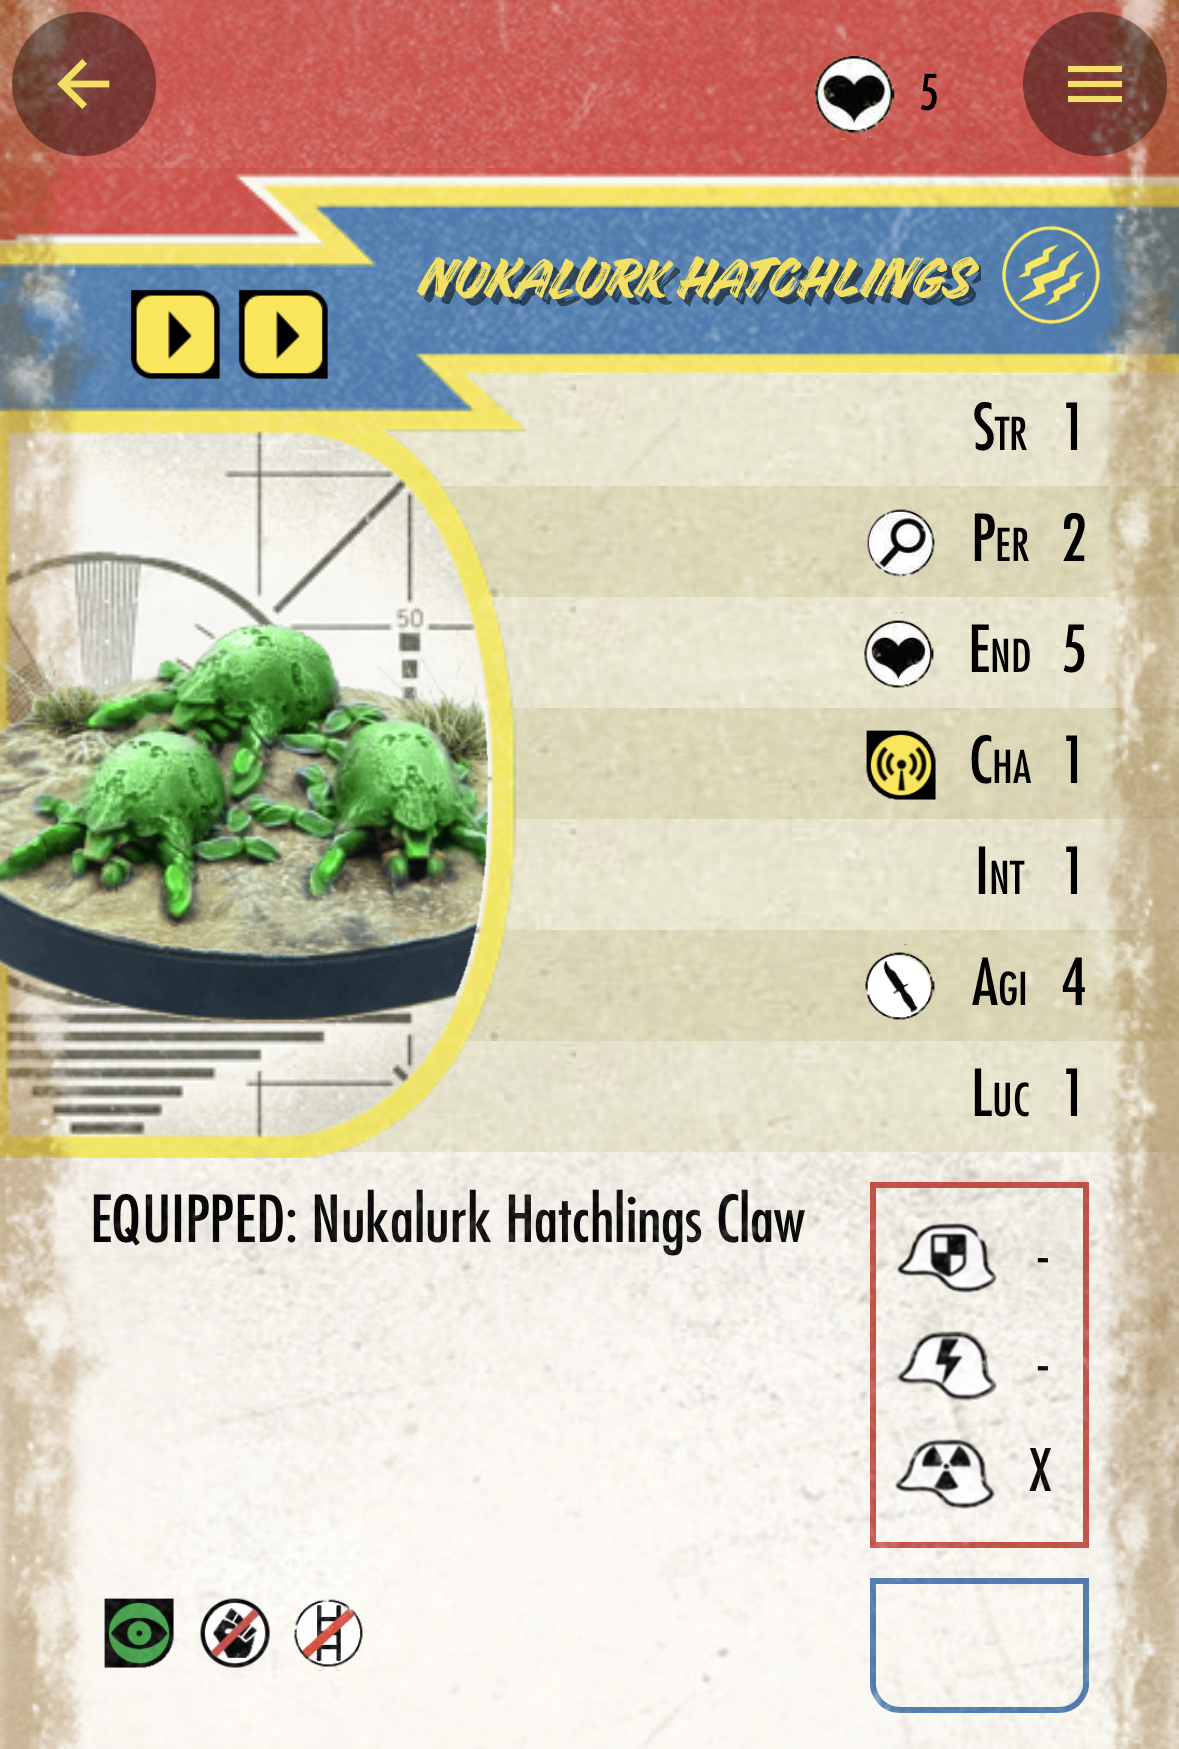 5
NUKALURK HATCHLINGS
STR 1
PER 2
50
END 5
CHA 1
INT 1
AGI 4
LUC 1
EQUIPPED: Nukalurk Hatchlings Claw
-
-
X